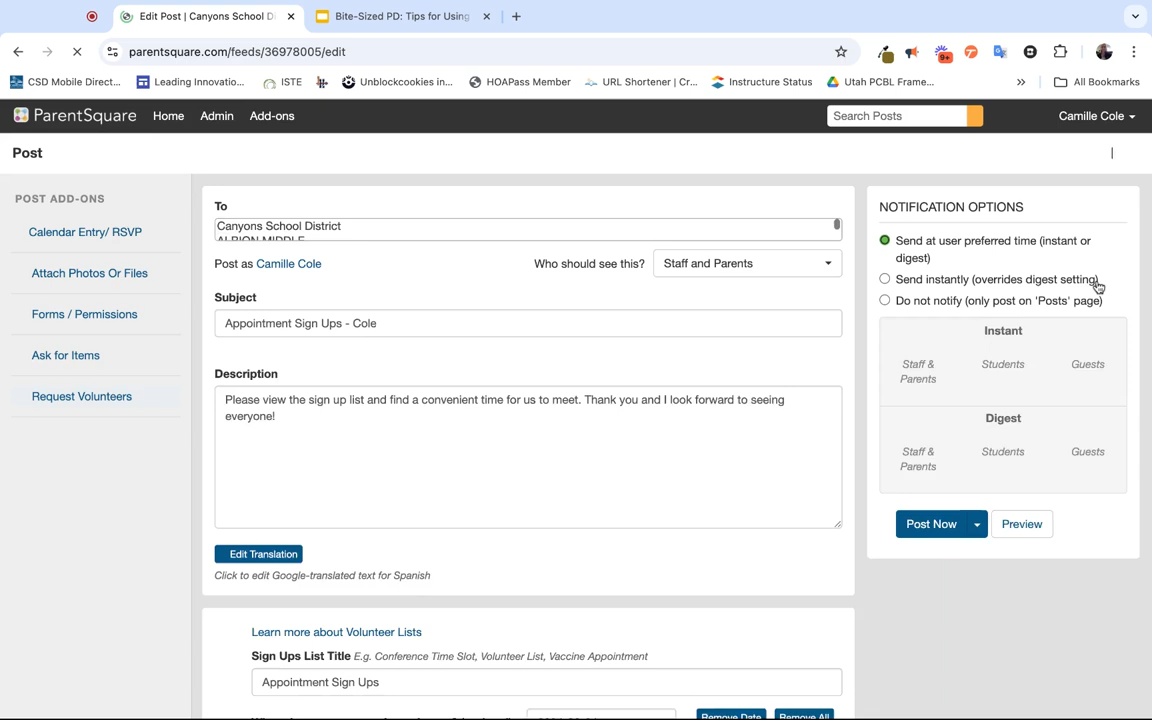 Edit Post | Canyons School Di
Bite-Sized PD: Tips for Using
parentsquare.com/feeds/36978005/edit
CSD Mobile Direct...
Leading Innovatio...
ISTE
Unblockcookies in...
HOAPass Member
URL Shortener | Cr...
Instructure Status
Utah PCBL Frame...
»
All Bookmarks
9+
ParentSquare
Home
Admin
Add-ons
Search Posts
Camille Cole
Post
POST ADD-ONS
Calendar Entry/ RSVP
Attach Photos Or Files
Forms / Permissions
Ask for Items
Request Volunteers
To
Canyons School District
ALBION MIDDLE
Post as Camille Cole
Who should see this?
Staff and Parents
Subject
Appointment Sign Ups - Cole
Description
Please view the sign up list and find a convenient time for us to meet. Thank you and I look forward to seeing
everyone!
Edit Translation
Click to edit Google-translated text for Spanish
Learn more about Volunteer Lists
Sign Ups List Title E.g. Conference Time Slot, Volunteer List, Vaccine Appointment
Appointment Sign Ups
Remove Date
Remove All
NOTIFICATION OPTIONS
Send at user preferred time (instant or
digest)
Send instantly (overrides digest setting)
Do not notify (only post on 'Posts' page)
Instant
Staff &
Parents
Students
Guests
Digest
Staff &
Parents
Students
Guests
Post Now
Preview